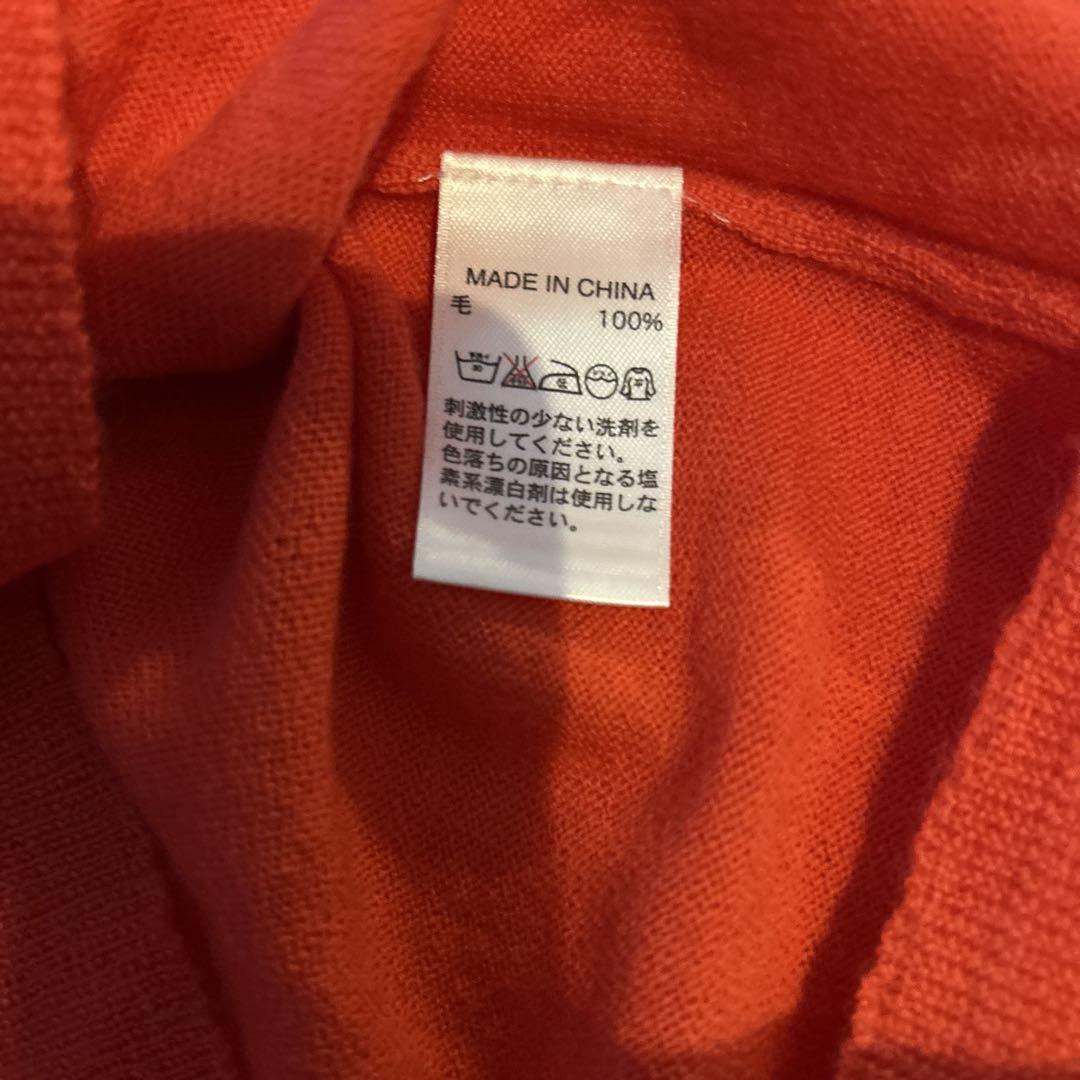 MADE IN CHINA
毛 100%
刺激性の少ない洗剤を
使用してください。
色落ちの原因となる塩
素系漂白剤は使用しな
いでください。